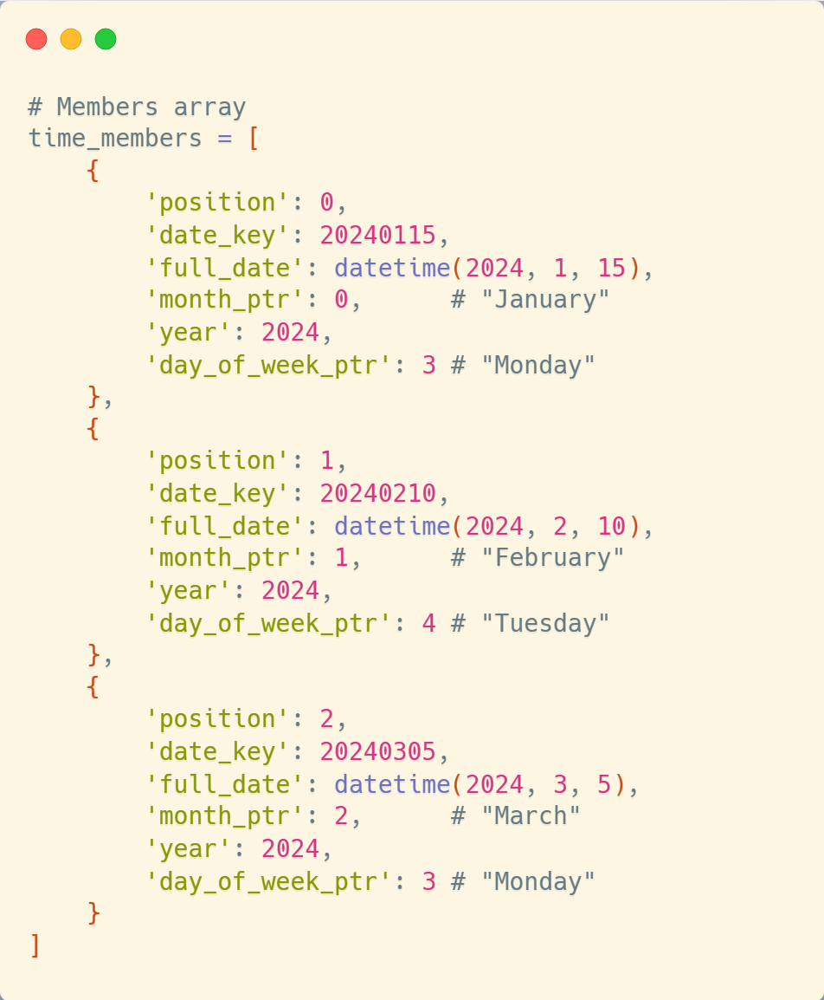 # Members array
time_members = [
    {
        'position': 0,
        'date_key': 20240115,
        'full_date': datetime(2024, 1, 15),
        'month_ptr': 0,      # "January"
        'year': 2024,
        'day_of_week_ptr': 3 # "Monday"
    },
    {
        'position': 1,
        'date_key': 20240210,
        'full_date': datetime(2024, 2, 10),
        'month_ptr': 1,      # "February"
        'year': 2024,
        'day_of_week_ptr': 4 # "Tuesday"
    },
    {
        'position': 2,
        'date_key': 20240305,
        'full_date': datetime(2024, 3, 5),
        'month_ptr': 2,      # "March"
        'year': 2024,
        'day_of_week_ptr': 3 # "Monday"
    }
]